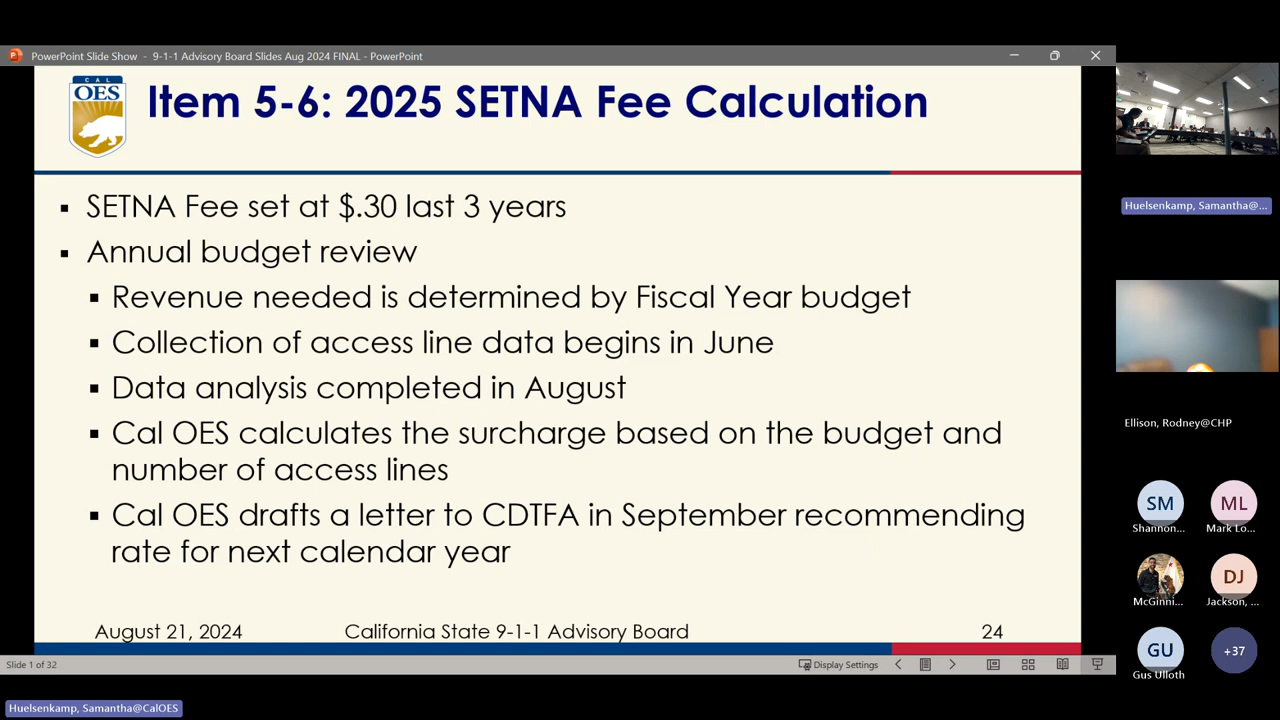 PowerPoint Slide Show - 9-1-1 Advisory Board Slides Aug 2024 FINAL - PowerPoint
CAL
OES
Item 5-6: 2025 SETNA Fee Calculation
▪ SETNA Fee set at $.30 last 3 years
▪ Annual budget review
▪ Revenue needed is determined by Fiscal Year budget
▪ Collection of access line data begins in June
▪ Data analysis completed in August
▪ Cal OES calculates the surcharge based on the budget and
number of access lines
▪ Cal OES drafts a letter to CDTFA in September recommending
rate for next calendar year
August 21, 2024 California State 9-1-1 Advisory Board 24
Slide 1 of 32 Display Settings
Huelsenkamp, Samantha@CalOES
Huelsenkamp, Samantha@...
Ellison, Rodney@CHP
SM ML
Shannon... Mark Lo...
DJ
McGinni... Jackson, ...
GU +37
Gus Ulloth